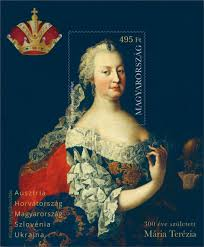 495 Ft
MAGYARORSZÁG
Ausztria
Horvátország
Magyarország
Szlovénia
Ukrajna
300 éve született
Mária Terézia